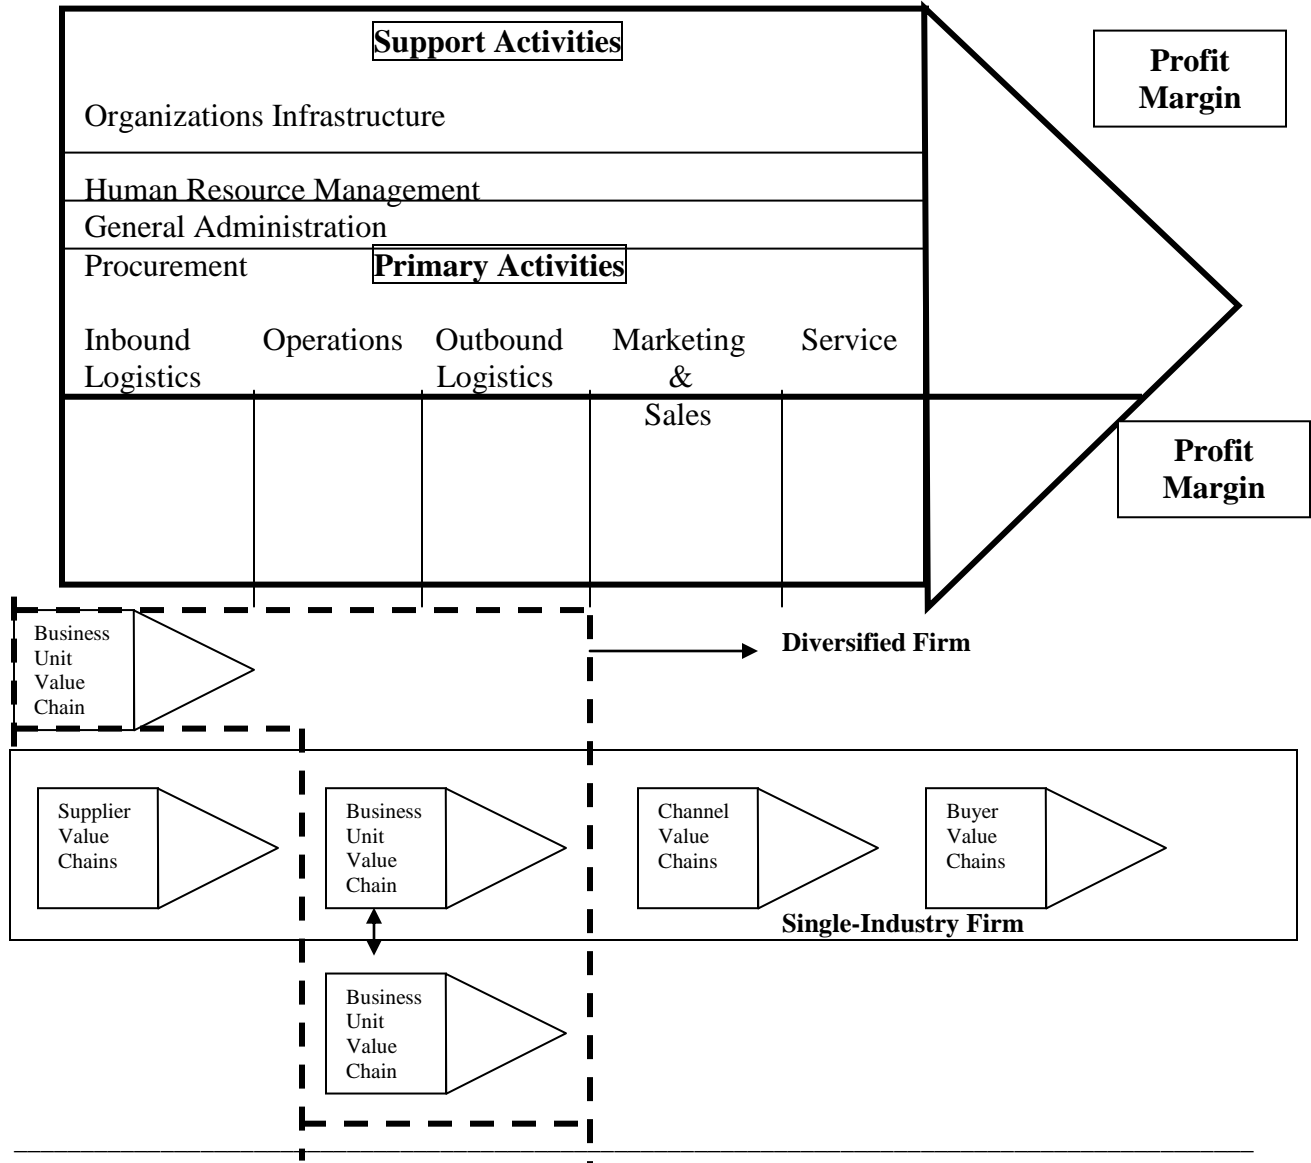 Support Activities
Profit
Margin
Organizations Infrastructure
Human Resource Management
General Administration
Procurement
Primary Activities
Inbound
Logistics
Operations
Outbound
Logistics
Marketing
&
Sales
Service
Profit
Margin
Business
Unit
Value
Chain
Diversified Firm
Supplier
Value
Chains
Business
Unit
Value
Chain
Channel
Value
Chains
Buyer
Value
Chains
Single-Industry Firm
Business
Unit
Value
Chain